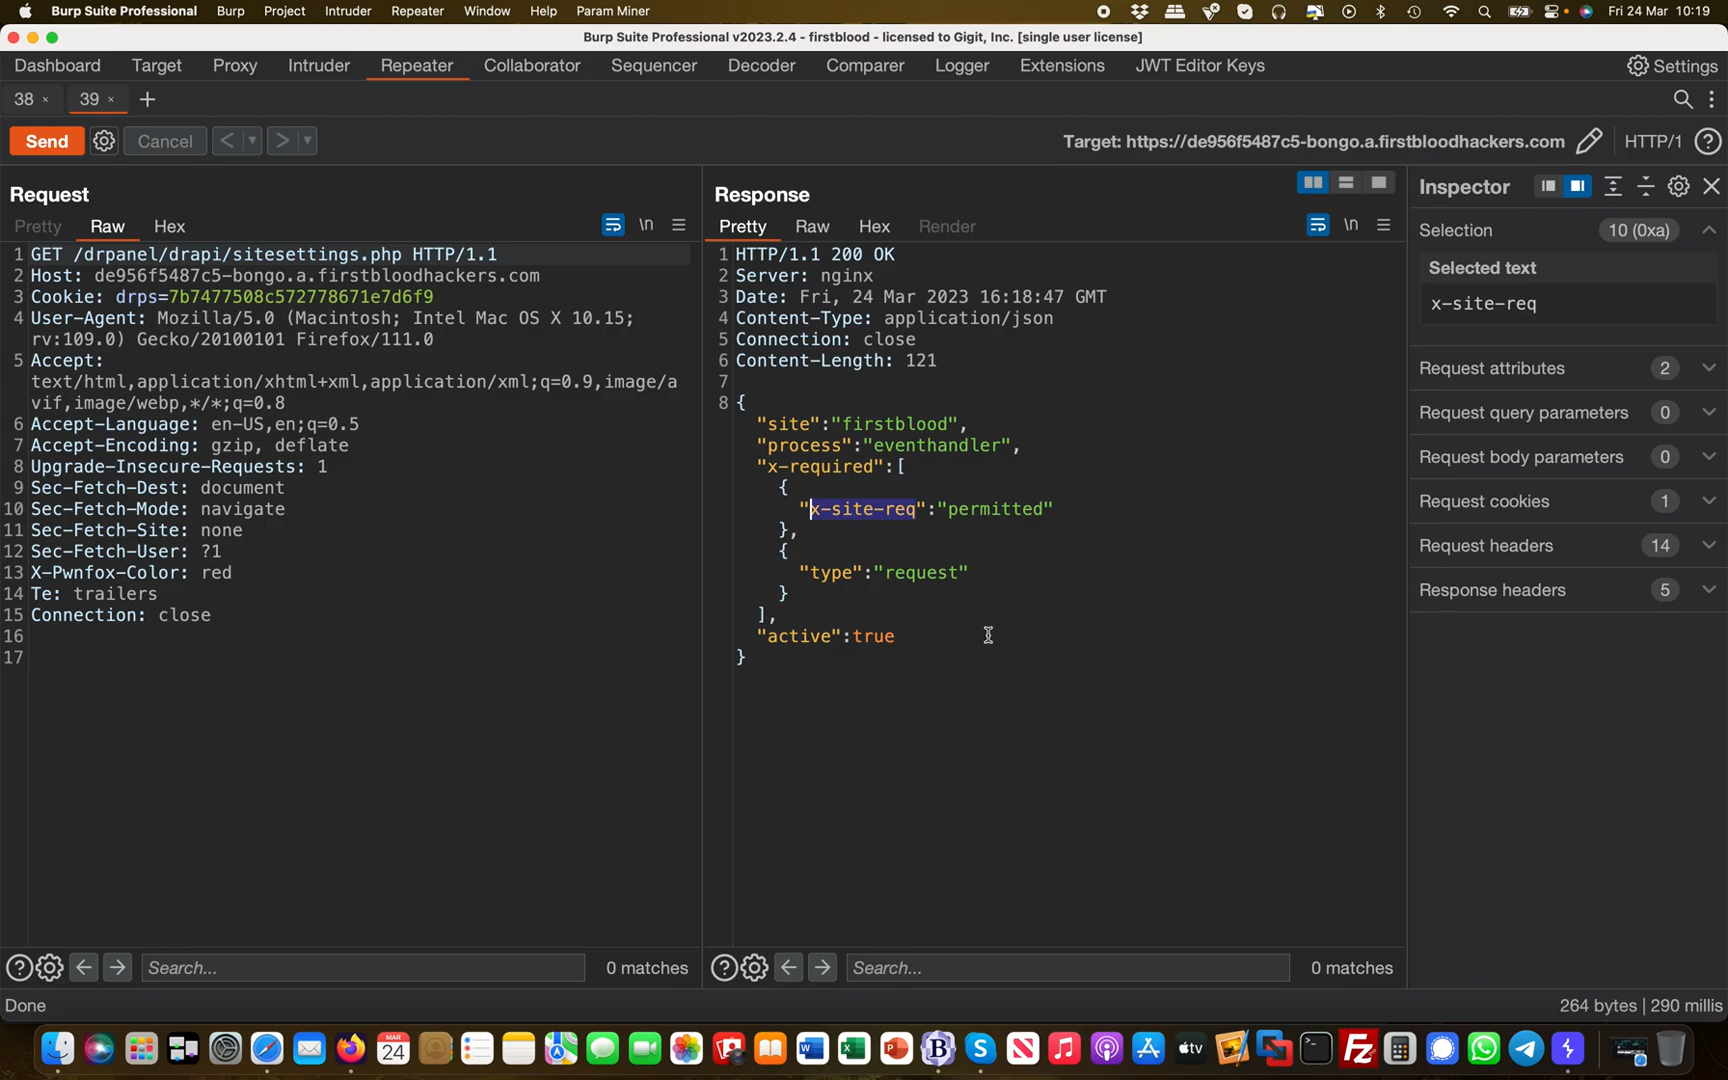 Burp Suite Professional Burp Project Intruder Repeater Window Help Param Miner Fri 24 Mar 10:19
Burp Suite Professional v2023.2.4 - firstblood - licensed to Gigit, Inc. [single user license]
Dashboard Target Proxy Intruder Repeater Collaborator Sequencer Decoder Comparer Logger Extensions JWT Editor Keys Settings
38 × 39 × +
Send Cancel < > Target: https://de956f5487c5-bongo.a.firstbloodhackers.com HTTP/1 ?
Request
Pretty Raw Hex \n
1 GET /drpanel/drapi/sitesettings.php HTTP/1.1
2 Host: de956f5487c5-bongo.a.firstbloodhackers.com
3 Cookie: drps=7b7477508c572778671e7d6f9
4 User-Agent: Mozilla/5.0 (Macintosh; Intel Mac OS X 10.15;
rv:109.0) Gecko/20100101 Firefox/111.0
5 Accept:
text/html,application/xhtml+xml,application/xml;q=0.9,image/a
vif,image/webp,*/*;q=0.8
6 Accept-Language: en-US,en;q=0.5
7 Accept-Encoding: gzip, deflate
8 Upgrade-Insecure-Requests: 1
9 Sec-Fetch-Dest: document
10 Sec-Fetch-Mode: navigate
11 Sec-Fetch-Site: none
12 Sec-Fetch-User: ?1
13 X-Pwnfox-Color: red
14 Te: trailers
15 Connection: close
16
17
Search... 0 matches
Response
Pretty Raw Hex Render \n
1 HTTP/1.1 200 OK
2 Server: nginx
3 Date: Fri, 24 Mar 2023 16:18:47 GMT
4 Content-Type: application/json
5 Connection: close
6 Content-Length: 121
7
8 {
"site":"firstblood",
"process":"eventhandler",
"x-required":[
{
"x-site-req":"permitted"
},
{
"type":"request"
}
],
"active":true
}
Search... 0 matches
Inspector
Selection 10 (0xa)
Selected text
x-site-req
Request attributes 2
Request query parameters 0
Request body parameters 0
Request cookies 1
Request headers 14
Response headers 5
Done 264 bytes | 290 millis
MAR
24
tv